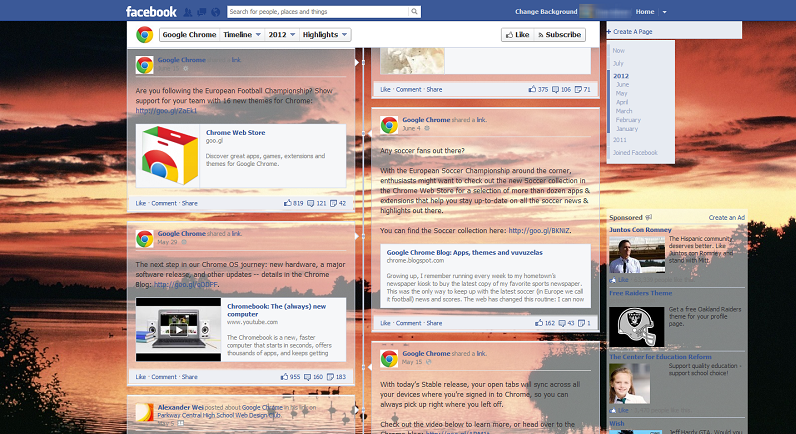 facebook
Search for people, places and things
Change Background
Home
Google Chrome
Timeline
2012
Highlights
Like
Subscribe
+ Create A Page
Now
July
2012
June
May
April
March
February
January
2011
Joined Facebook
Google Chrome shared a link.
Are you following the European Football Championship? Show
support for your team with 16 new themes for Chrome:
Chrome Web Store
goo.gl
Discover great apps, games, extensions and
themes for Google Chrome.
Like · Comment · Share
819 121 42
Google Chrome shared a link.
May 29
The next step in our Chrome OS journey: new hardware, a major
software release, and other updates -- details in the Chrome
Blog:
Chromebook: The (always) new
computer
www.youtube.com
The Chromebook is a new, faster
computer that starts in seconds, offers
thousands of apps, and keeps getting
Like · Comment · Share
955 160 183
Alexander Wei posted about Google Chrome
Parkway Central High School Web Design
Like · Comment · Share
375 106 71
Google Chrome shared a link.
June 4
Any soccer fans out there?
With the European Soccer Championship around the corner,
enthusiasts might want to check out the new Soccer collection in
the Chrome Web Store for a selection of more than dozen apps &
extensions that help you stay up-to-date on all the soccer news &
highlights out there.
You can find the Soccer collection here: http://goo.gl/BKNiZ.
Google Chrome Blog: Apps, themes and vuvuzelas
chrome.blogspot.com
Growing up, I remember running every week to my hometown's
newspaper kiosk to buy the latest copy of my favorite sports newspaper.
This was the only way to keep up with the latest soccer (in Europe we call
it football) news and scores. The web has changed this routine: I can now
Like · Comment · Share
162 43 1
Google Chrome shared a link.
May 15
With today's Stable release, your open tabs will sync across all
your devices where you're signed in to Chrome, so you can
always pick up right where you left off.
Check out the video below to learn more, or head over to the
Sponsored
Create an Ad
Juntos Con Romney
The Hispanic community
deserves better. Like
Juntos con Romney and
stand with Mitt.
Like
Free Raiders Theme
Get a free Oakland Raiders
theme for your profile
page.
RAIDERS
The Center for Education Reform
Support quality education -
support school choice!
Like
Wish